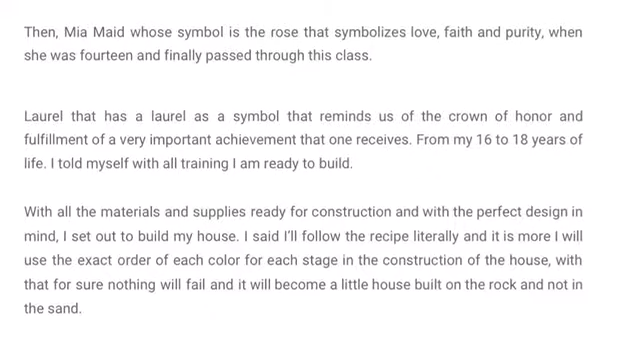 Then, Mia Maid whose symbol is the rose that symbolizes love, faith and purity, when
she was fourteen and finally passed through this class.
Laurel that has a laurel as a symbol that reminds us of the crown of honor and
fulfillment of a very important achievement that one receives. From my 16 to 18 years of
life. I told myself with all training I am ready to build.
With all the materials and supplies ready for construction and with the perfect design in
mind, I set out to build my house. I said I'll follow the recipe literally and it is more I will
use the exact order of each color for each stage in the construction of the house, with
that for sure nothing will fail and it will become a little house built on the rock and not in
the sand.